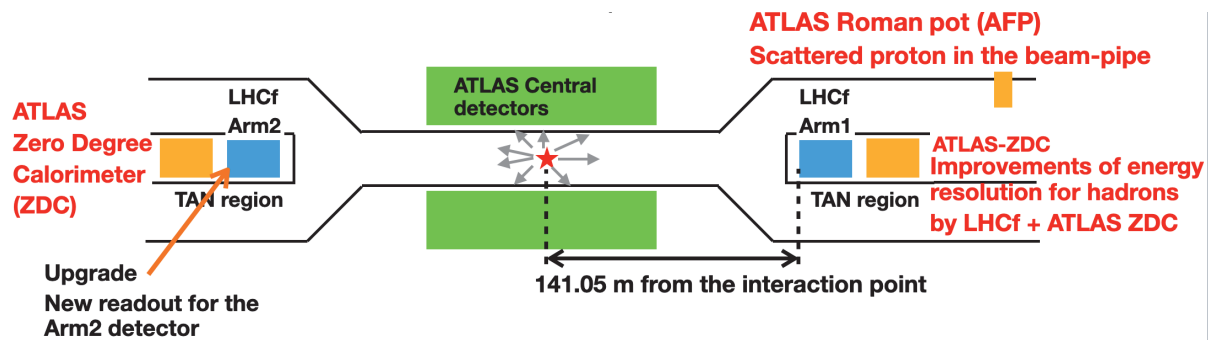 ATLAS Roman pot (AFP)
Scattered proton in the beam-pipe
ATLAS
Zero Degree
Calorimeter
(ZDC)
LHCf
Arm2
TAN region
ATLAS Central
detectors
LHCf
Arm1
TAN region
ATLAS-ZDC
Improvements of energy
resolution for hadrons
by LHCf + ATLAS ZDC
Upgrade
New readout for the
Arm2 detector
141.05 m from the interaction point